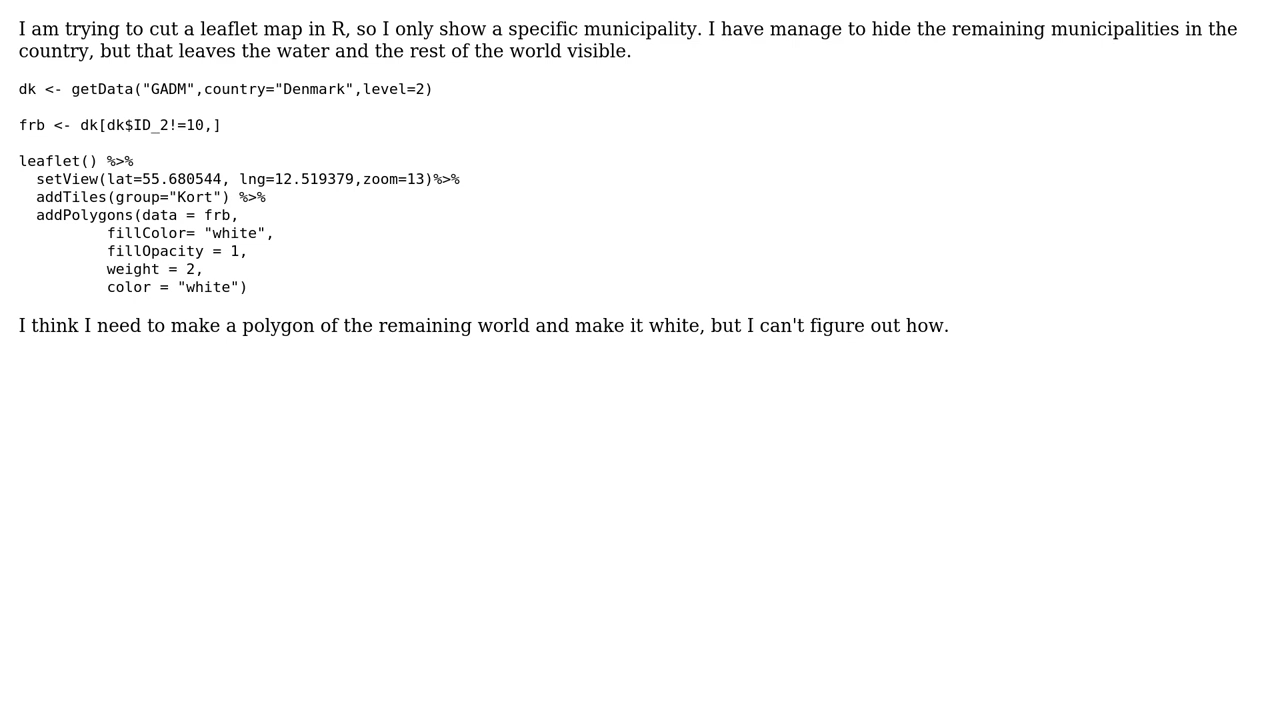 I am trying to cut a leaflet map in R, so I only show a specific municipality. I have manage to hide the remaining municipalities in the
country, but that leaves the water and the rest of the world visible.
dk <- getData("GADM",country="Denmark",level=2)
frb <- dk[dk$ID_2!=10,]
leaflet() %>%
  setView(lat=55.680544, lng=12.519379,zoom=13)%>%
  addTiles(group="Kort") %>%
  addPolygons(data = frb,
          fillColor= "white",
          fillOpacity = 1,
          weight = 2,
          color = "white")
I think I need to make a polygon of the remaining world and make it white, but I can't figure out how.